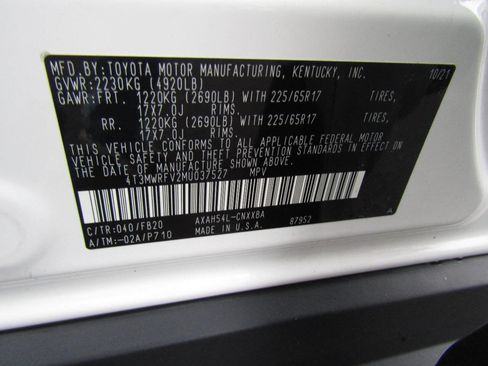 MFD.BY:TOYOTA MOTOR MANUFACTURING, KENTUCKY, INC. 10/21
GVWR:2230KG (4920LB)
GAWR:FRT. 1220KG (2690LB) WITH 225/65R17 TIRES,
17X7.0J RIMS.
RR. 1220KG (2690LB) WITH 225/65R17 TIRES,
17X7.0J RIMS.
THIS VEHICLE CONFORMS TO ALL APPLICABLE FEDERAL MOTOR
VEHICLE SAFETY AND THEFT PREVENTION STANDARDS IN EFFECT ON
THE DATE OF MANUFACTURE SHOWN ABOVE.
4T3MWRFV2MU037527 MPV
C/TR:040/FB20 AXAH54L-CNXXBA 87952
A/TM:-02A/P710 MADE IN U.S.A.